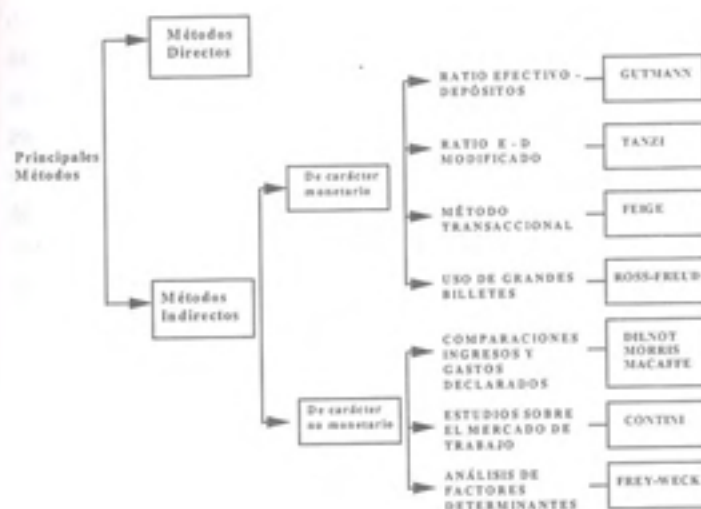 Principales
Métodos
Métodos
Directos
Métodos
Indirectos
De carácter
monetario
RATIO EFECTIVO -
DEPÓSITOS
GUTMANN
RATIO E - D
MODIFICADO
TANZI
MÉTODO
TRANSACCIONAL
FEIGE
USO DE GRANDES
BILLETES
ROSS-FREUD
De carácter
no monetario
COMPARACIONES
INGRESOS Y
GASTOS
DECLARADOS
DILNOT
MORRIS
MACAFFE
ESTUDIOS SOBRE
EL MERCADO DE
TRABAJO
CONTINI
ANÁLISIS DE
FACTORES
DETERMINANTES
FREY-WECK